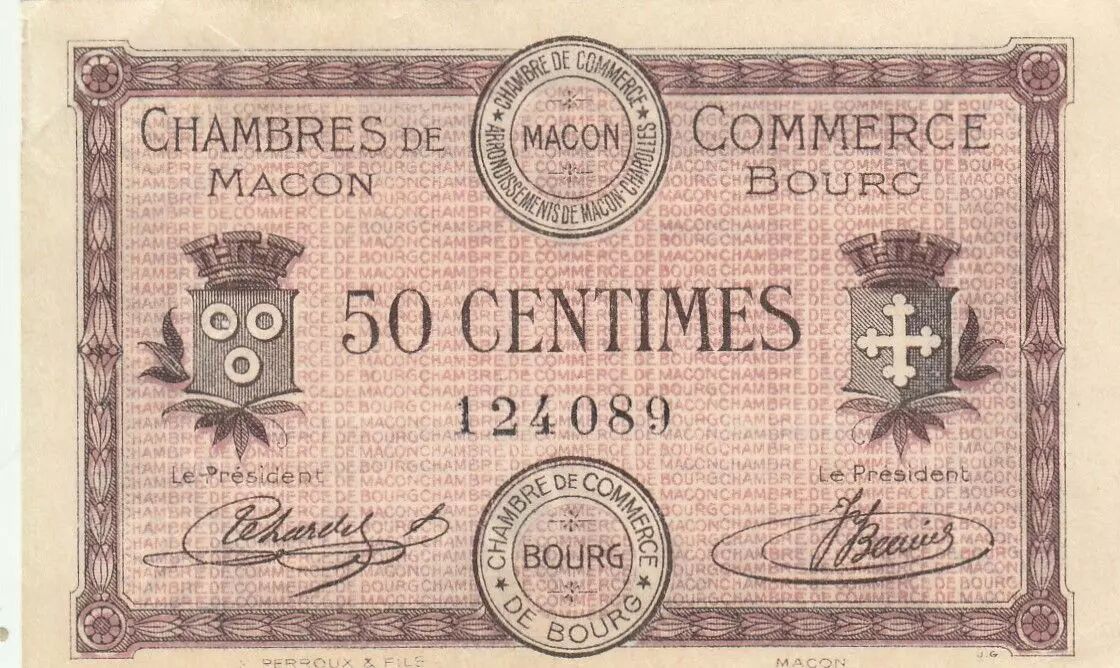 CHAMBRES DE COMMERCE
MACON BOURG
★ CHAMBRE DE COMMERCE ★
ARRONDISSEMENTS DE MACON-CHAROLLES
MACON
50 CENTIMES
124089
Le Président
Le Président
★ CHAMBRE DE COMMERCE ★
DE BOURG
BOURG
PERROUX & FILS MACON
J.G